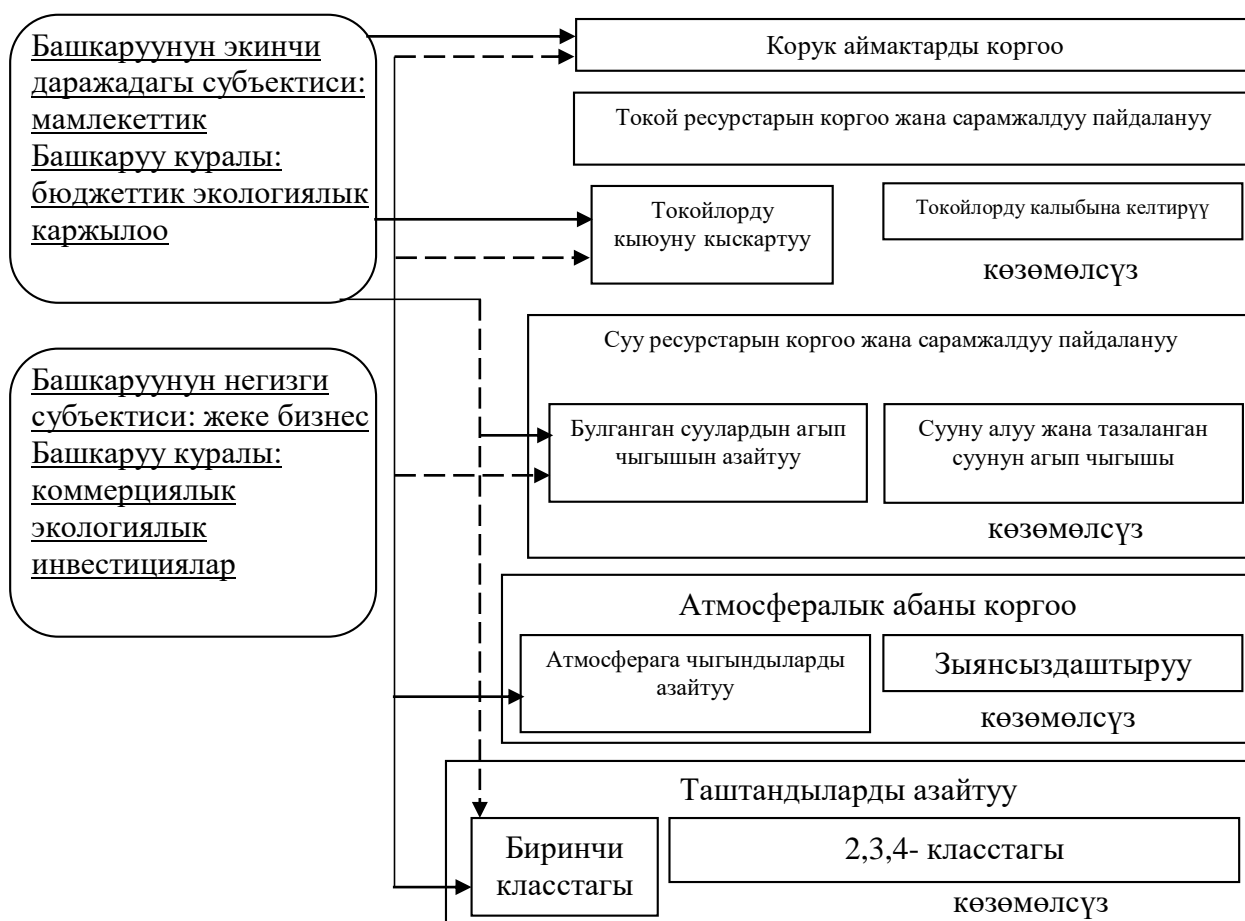 Башкаруунун экинчи
даражадагы субъектиси:
мамлекеттик
Башкаруу куралы:
бюджеттик экологиялык
каржылоо
Башкаруунун негизги
субъектиси: жеке бизнес
Башкаруу куралы:
коммерциялык
экологиялык
инвестициялар
Корук аймактарды коргоо
Токой ресурстарын коргоо жана сарамжалдуу пайдалануу
Токойлорду
кыюуну кыскартуу
Токойлорду калыбына келтирүү
көзөмөлсүз
Суу ресурстарын коргоо жана сарамжалдуу пайдалануу
Булганган суулардын агып
чыгышын азайтуу
Сууну алуу жана тазаланган
суунун агып чыгышы
көзөмөлсүз
Атмосфералык абаны коргоо
Атмосферага чыгындыларды
азайтуу
Зыянсыздаштыруу
көзөмөлсүз
Таштандыларды азайтуу
Биринчи
класстагы
2,3,4- класстагы
көзөмөлсүз